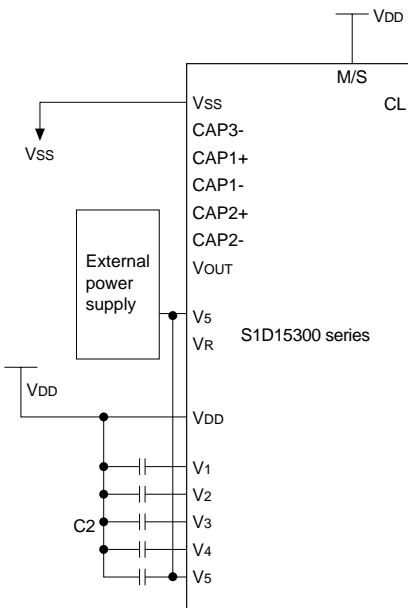 VDD
M/S
CL
VSS
VSS
CAP3-
CAP1+
CAP1-
CAP2+
CAP2-
VOUT
External
power
supply
V5
VR
S1D15300 series
VDD
VDD
V1
V2
V3
C2
V4
V5